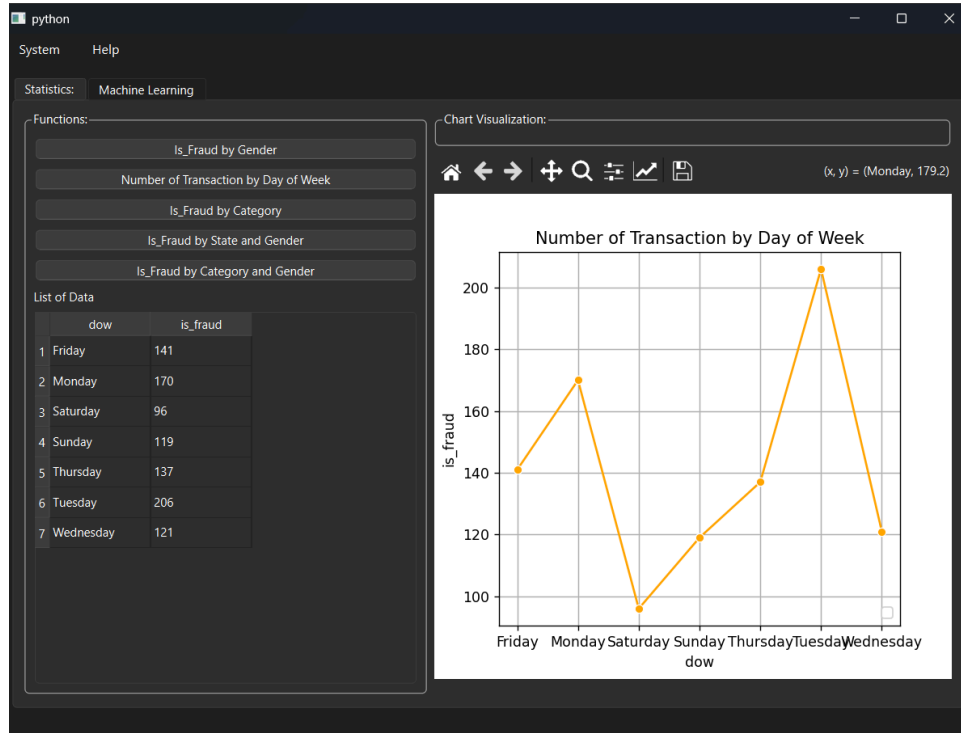 python
System Help
Statistics: Machine Learning
Functions:
Is_Fraud by Gender
Number of Transaction by Day of Week
Is_Fraud by Category
Is_Fraud by State and Gender
Is_Fraud by Category and Gender
List of Data
dow is_fraud
1 Friday 141
2 Monday 170
3 Saturday 96
4 Sunday 119
5 Thursday 137
6 Tuesday 206
7 Wednesday 121
Chart Visualization:
(x, y) = (Monday, 179.2)
Number of Transaction by Day of Week
200
180
160
140
120
100
is_fraud
Friday Monday Saturday Sunday Thursday Tuesday Wednesday
dow